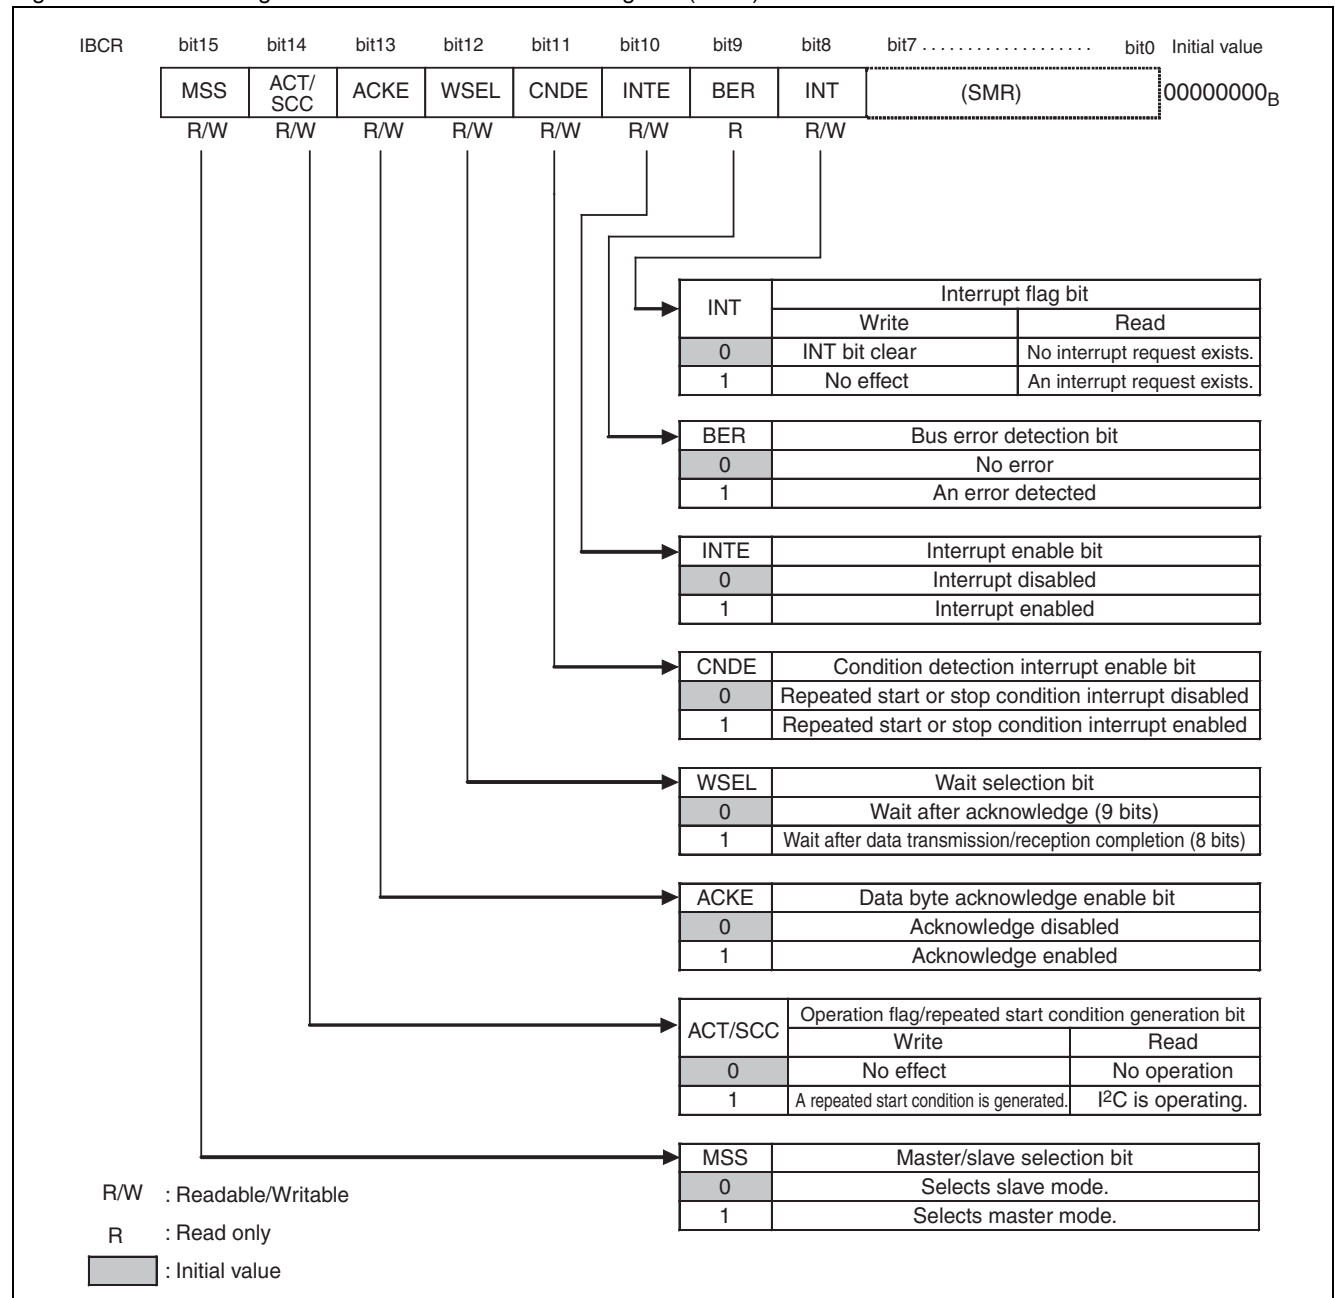 IBCR bit15 bit14 bit13 bit12 bit11 bit10 bit9 bit8 bit7 . . . . . . . . . . . . . . . . . . . bit0 Initial value
MSS ACT/SCC ACKE WSEL CNDE INTE BER INT (SMR) 00000000B
R/W R/W R/W R/W R/W R/W R R/W
INT Interrupt flag bit
Write Read
0 INT bit clear No interrupt request exists.
1 No effect An interrupt request exists.
BER Bus error detection bit
0 No error
1 An error detected
INTE Interrupt enable bit
0 Interrupt disabled
1 Interrupt enabled
CNDE Condition detection interrupt enable bit
0 Repeated start or stop condition interrupt disabled
1 Repeated start or stop condition interrupt enabled
WSEL Wait selection bit
0 Wait after acknowledge (9 bits)
1 Wait after data transmission/reception completion (8 bits)
ACKE Data byte acknowledge enable bit
0 Acknowledge disabled
1 Acknowledge enabled
ACT/SCC Operation flag/repeated start condition generation bit
Write Read
0 No effect No operation
1 A repeated start condition is generated. I2C is operating.
MSS Master/slave selection bit
0 Selects slave mode.
1 Selects master mode.
R/W : Readable/Writable
R : Read only
: Initial value